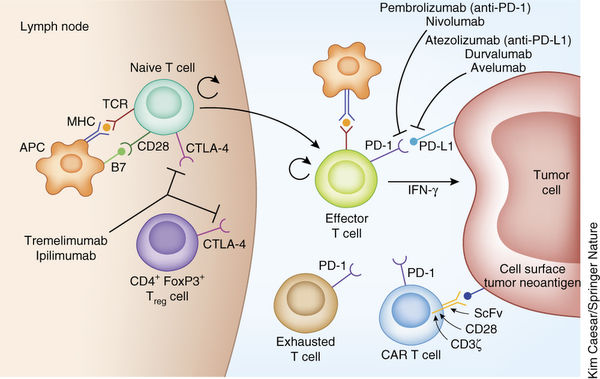 Lymph node
Naive T cell
TCR
MHC
APC
B7
CD28
CTLA-4
Tremelimumab
Ipilimumab
CTLA-4
CD4⁺ FoxP3⁺
T_reg cell
Pembrolizumab (anti-PD-1)
Nivolumab
Atezolizumab (anti-PD-L1)
Durvalumab
Avelumab
PD-1
PD-L1
IFN-γ
Effector
T cell
Tumor
cell
PD-1
Exhausted
T cell
PD-1
CAR T cell
Cell surface
tumor neoantigen
ScFv
CD28
CD3ζ
Kim Caesar/Springer Nature